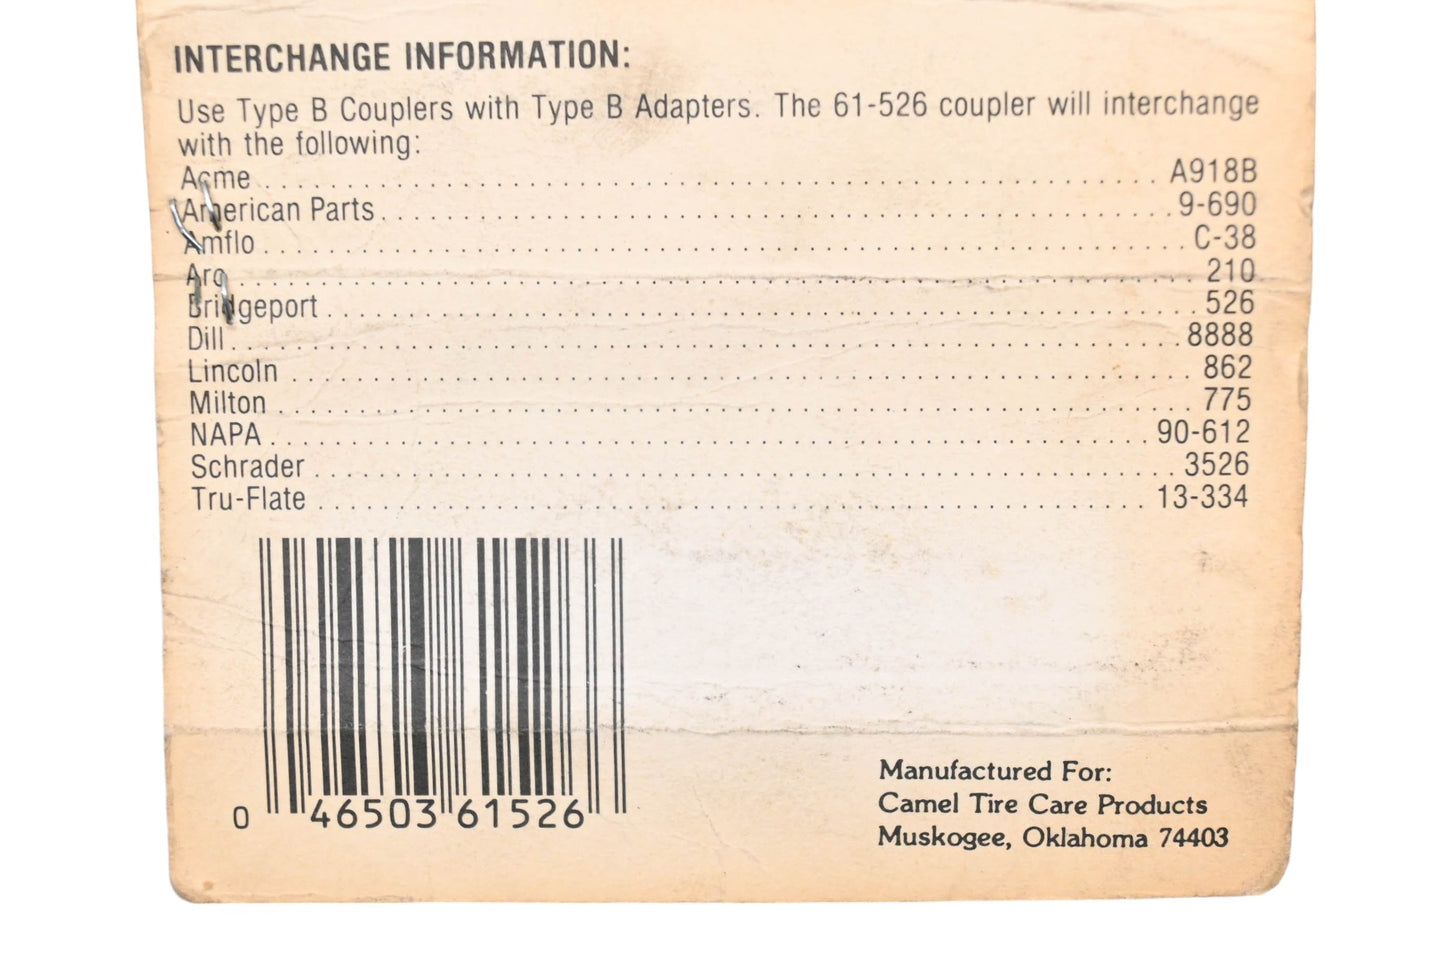 INTERCHANGE INFORMATION:
Use Type B Couplers with Type B Adapters. The 61-526 coupler will interchange
with the following:
Acme . . . . . . . . . . . . . . . . . . . . A918B
American Parts . . . . . . . . . . . . . . . . . . . . 9-690
Amflo . . . . . . . . . . . . . . . . . . . . C-38
Aro . . . . . . . . . . . . . . . . . . . . 210
Bridgeport . . . . . . . . . . . . . . . . . . . . 526
Dill . . . . . . . . . . . . . . . . . . . . 8888
Lincoln . . . . . . . . . . . . . . . . . . . . 862
Milton . . . . . . . . . . . . . . . . . . . . 775
NAPA . . . . . . . . . . . . . . . . . . . . 90-612
Schrader . . . . . . . . . . . . . . . . . . . . 3526
Tru-Flate . . . . . . . . . . . . . . . . . . . . 13-334
0 46503 61526
Manufactured For:
Camel Tire Care Products
Muskogee, Oklahoma 74403